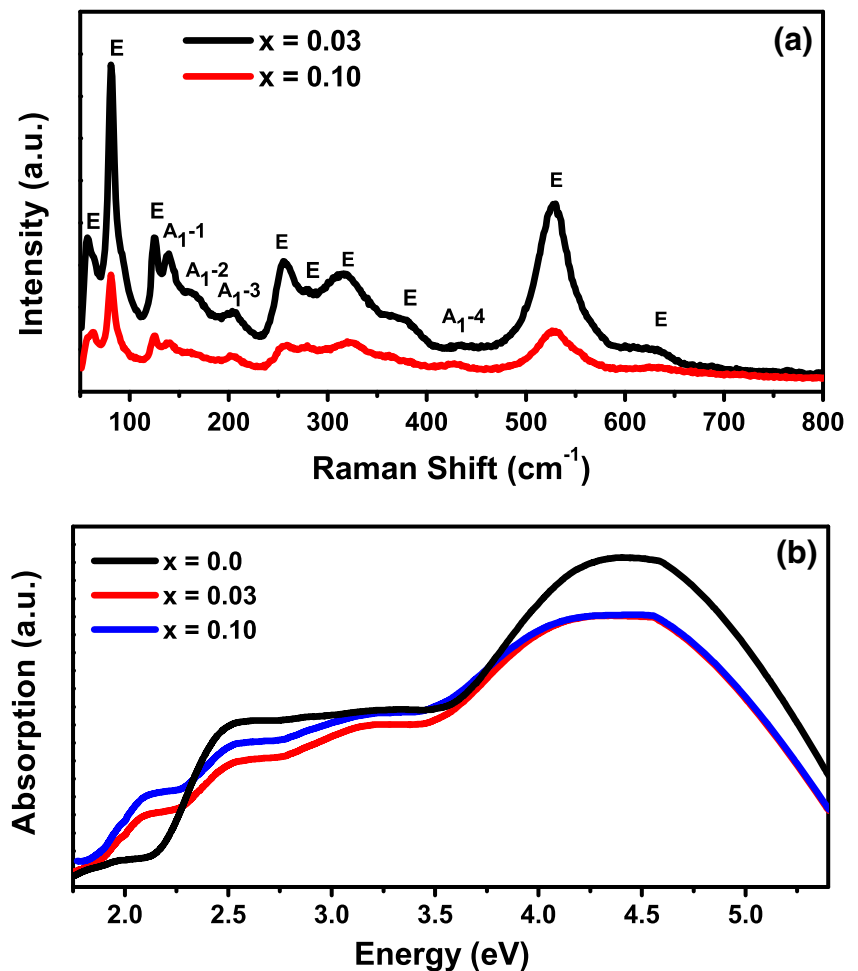 (a)
x = 0.03
x = 0.10
E
E
E
A1-1
A1-2
A1-3
E
E
E
E
A1-4
E
E
Intensity (a.u.)
100 200 300 400 500 600 700 800
Raman Shift (cm-1)
(b)
x = 0.0
x = 0.03
x = 0.10
Absorption (a.u.)
2.0 2.5 3.0 3.5 4.0 4.5 5.0
Energy (eV)